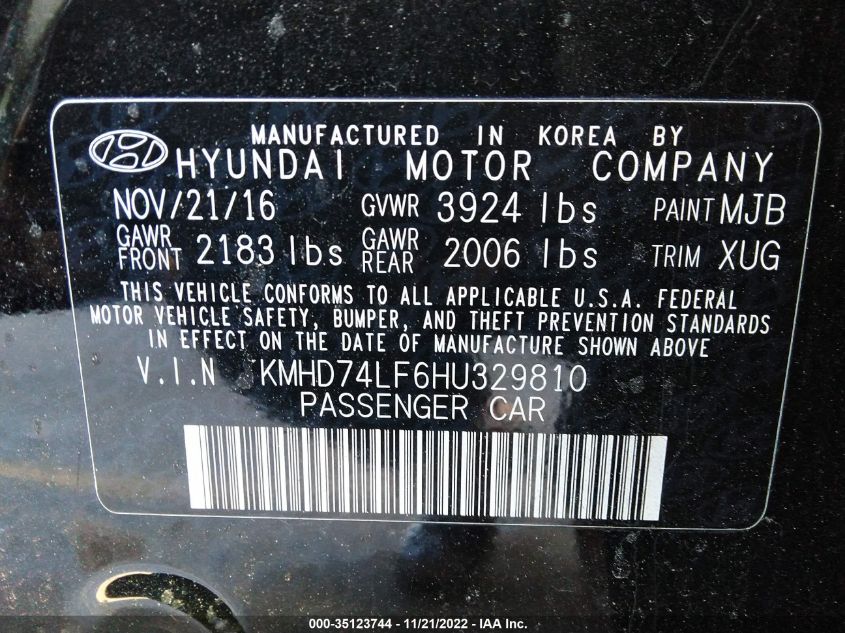 MANUFACTURED IN KOREA BY
HYUNDAI MOTOR COMPANY
NOV/21/16 GVWR 3924 lbs PAINT MJB
GAWR FRONT 2183 lbs GAWR REAR 2006 lbs TRIM XUG
THIS VEHICLE CONFORMS TO ALL APPLICABLE U.S.A. FEDERAL
MOTOR VEHICLE SAFETY, BUMPER, AND THEFT PREVENTION STANDARDS
IN EFFECT ON THE DATE OF MANUFACTURE SHOWN ABOVE
V.I.N KMHD74LF6HU329810
PASSENGER CAR
000-35123744 - 11/21/2022 - IAA Inc.